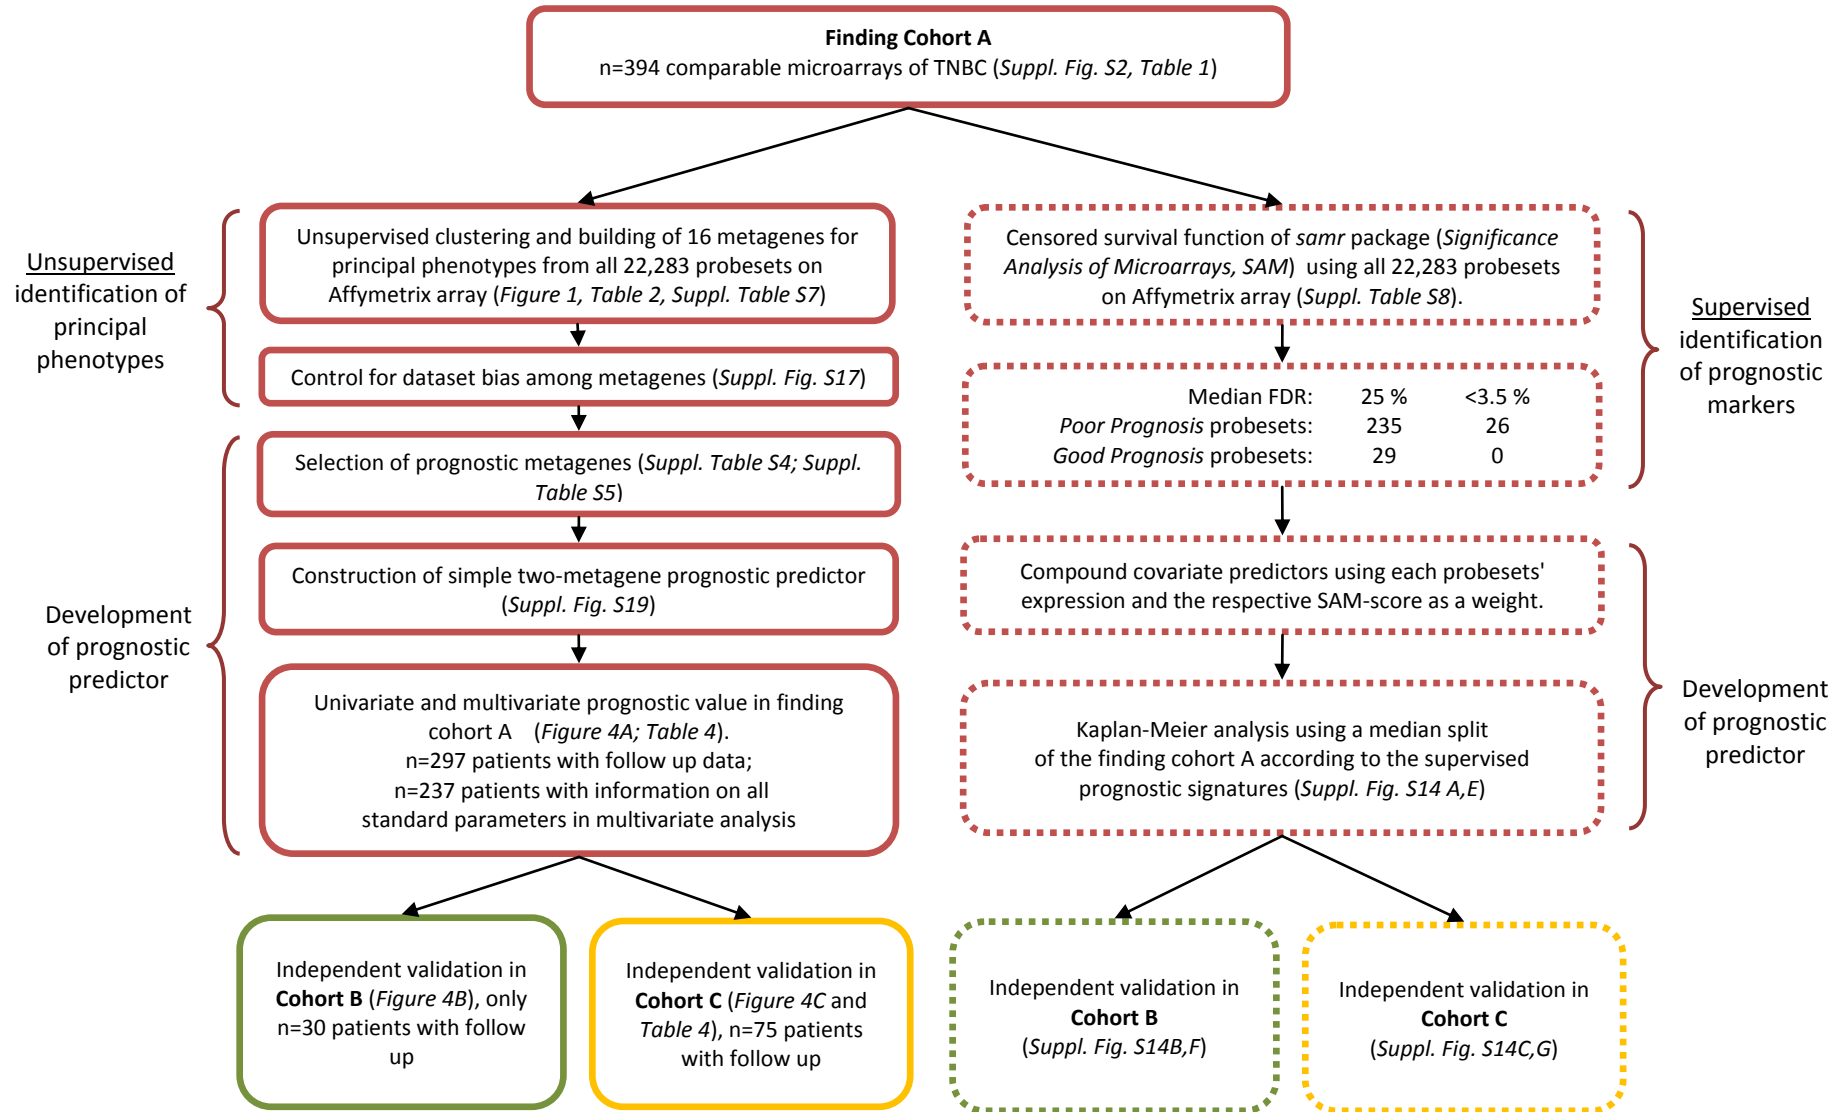 Finding Cohort A
n=394 comparable microarrays of TNBC (Suppl. Fig. S2, Table 1)
Unsupervised
identification of
principal
phenotypes
Unsupervised clustering and building of 16 metagenes for
principal phenotypes from all 22,283 probesets on
Affymetrix array (Figure 1, Table 2, Suppl. Table S7)
Control for dataset bias among metagenes (Suppl. Fig. S17)
Development
of prognostic
predictor
Selection of prognostic metagenes (Suppl. Table S4; Suppl.
Table S5)
Construction of simple two-metagene prognostic predictor
(Suppl. Fig. S19)
Univariate and multivariate prognostic value in finding
cohort A (Figure 4A; Table 4).
n=297 patients with follow up data;
n=237 patients with information on all
standard parameters in multivariate analysis
Independent validation in
Cohort B (Figure 4B), only
n=30 patients with follow
up
Independent validation in
Cohort C (Figure 4C and
Table 4), n=75 patients
with follow up
Censored survival function of samr package (Significance
Analysis of Microarrays, SAM) using all 22,283 probesets
on Affymetrix array (Suppl. Table S8).
Median FDR: 25 % <3.5 %
Poor Prognosis probesets: 235 26
Good Prognosis probesets: 29 0
Supervised
identification
of prognostic
markers
Compound covariate predictors using each probesets'
expression and the respective SAM-score as a weight.
Kaplan-Meier analysis using a median split
of the finding cohort A according to the supervised
prognostic signatures (Suppl. Fig. S14 A,E)
Development
of prognostic
predictor
Independent validation in
Cohort B
(Suppl. Fig. S14B,F)
Independent validation in
Cohort C
(Suppl. Fig. S14C,G)